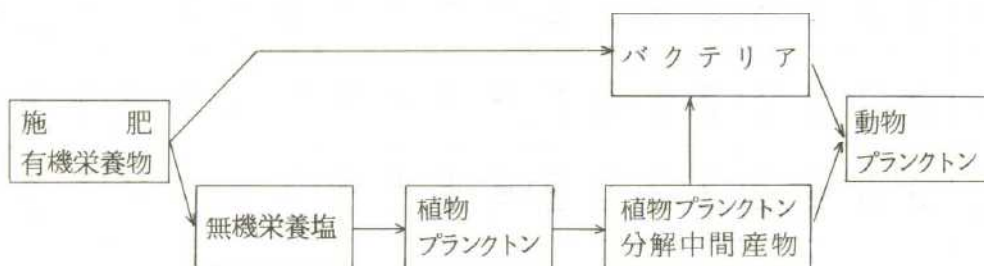 バクテリア
施肥
有機栄養物
動物
プランクトン
無機栄養塩
植物
プランクトン
植物プランクトン
分解中間産物